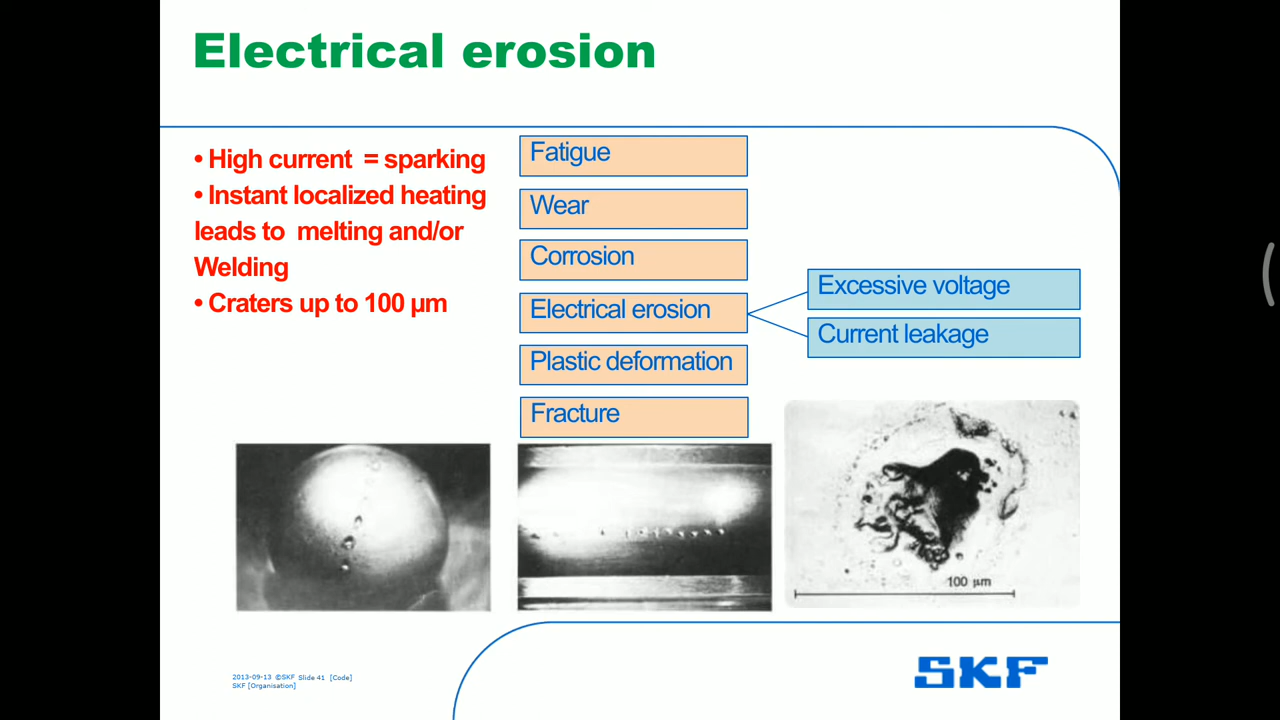 Electrical erosion
• High current = sparking
• Instant localized heating
leads to melting and/or
Welding
• Craters up to 100 µm
Fatigue
Wear
Corrosion
Electrical erosion
Plastic deformation
Fracture
Excessive voltage
Current leakage
100 µm
2013-09-13 ©SKF Slide 41 [Code]
SKF [Organisation]
SKF